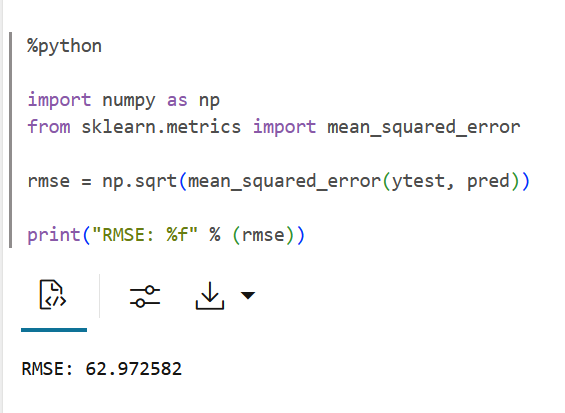 %python
import numpy as np
from sklearn.metrics import mean_squared_error
rmse = np.sqrt(mean_squared_error(ytest, pred))
print("RMSE: %f" % (rmse))
RMSE: 62.972582